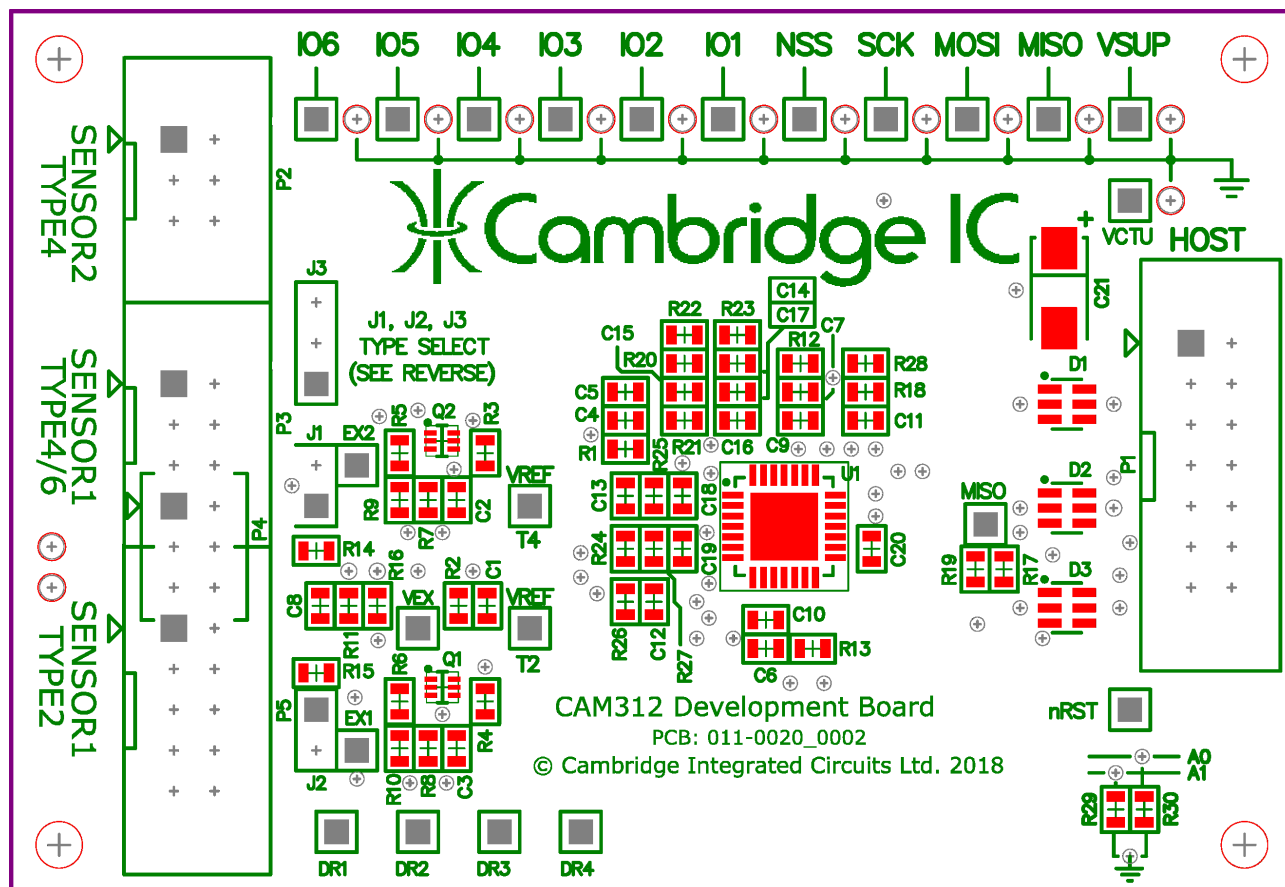 IO6 IO5 IO4 IO3 IO2 IO1 NSS SCK MOSI MISO VSUP
SENSOR2
TYPE4
P2
Cambridge IC
VCTU
+
HOST
C21
J3
J1, J2, J3
TYPE SELECT
(SEE REVERSE)
C14
C17
R22
R23
C15
C7
R20
R12
R28
C5
R18
C4
C11
R1
R21
C16
C9
R25
D1
SENSOR1
TYPE4/6
P3
J1
EX2
R5
Q2
R3
VREF
C13
C18
U1
MISO
D2
P1
P4
R9
R7
C2
T4
R14
R24
C19
C20
R19
R17
D3
R16
R2
C1
VREF
C8
R11
VEX
T2
R26
C12
R27
C10
C6
R13
SENSOR1
TYPE2
R15
R6
Q1
P5
EX1
R4
J2
R10
R8
C3
CAM312 Development Board
PCB: 011-0020_0002
© Cambridge Integrated Circuits Ltd. 2018
nRST
A0
A1
R29
R30
DR1 DR2 DR3 DR4